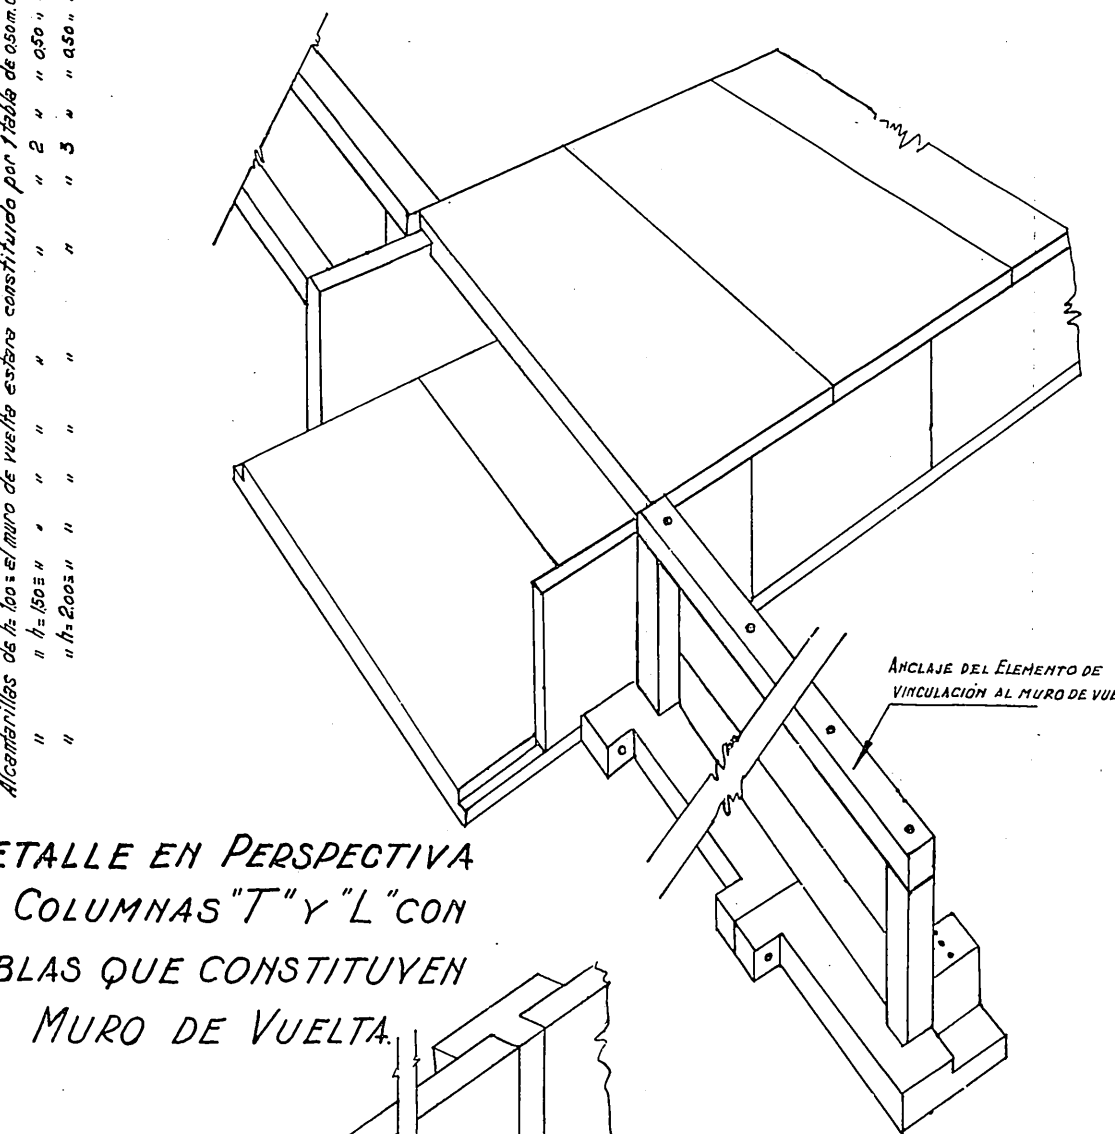 Alcantarillas de h=1,00= el muro de vuelta estara constituido por 1 tabla de 0,50m.
" " h=1,50= " " " " " " " 2 " " 0,50 "
" " h=2,00= " " " " " " " 3 " " 0,50 "
ANCLAJE DEL ELEMENTO DE
VINCULACIÓN AL MURO DE VUE
ETALLE EN PERSPECTIVA
COLUMNAS "T" Y "L" CON
BLAS QUE CONSTITUYEN
MURO DE VUELTA.